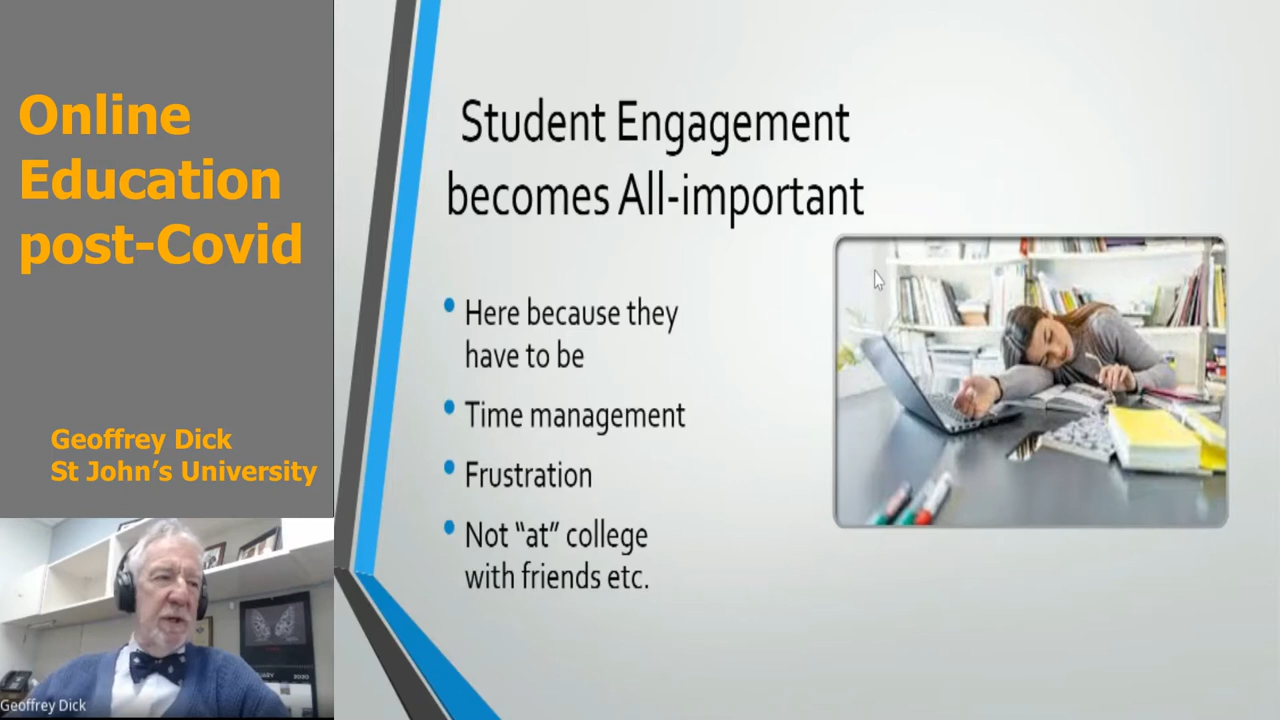 Online
Education
post-Covid
Geoffrey Dick
St John’s University
Geoffrey Dick
Student Engagement
becomes All-important
Here because they
have to be
Time management
Frustration
Not “at” college
with friends etc.